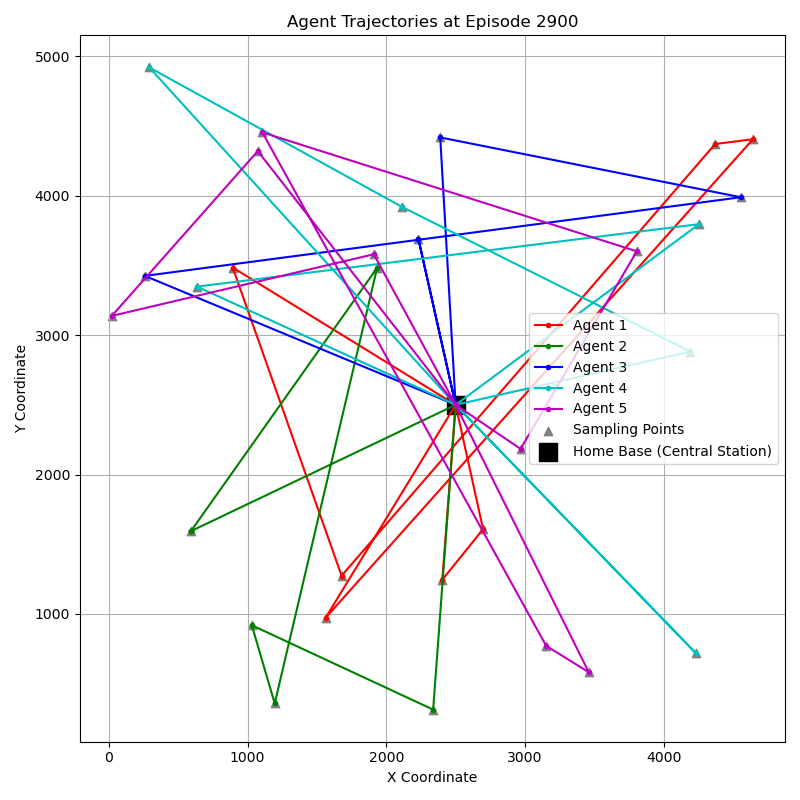 Agent Trajectories at Episode 2900
5000
4000
3000
2000
1000
Y Coordinate
Agent 1
Agent 2
Agent 3
Agent 4
Agent 5
Sampling Points
Home Base (Central Station)
0
1000
2000
3000
4000
X Coordinate